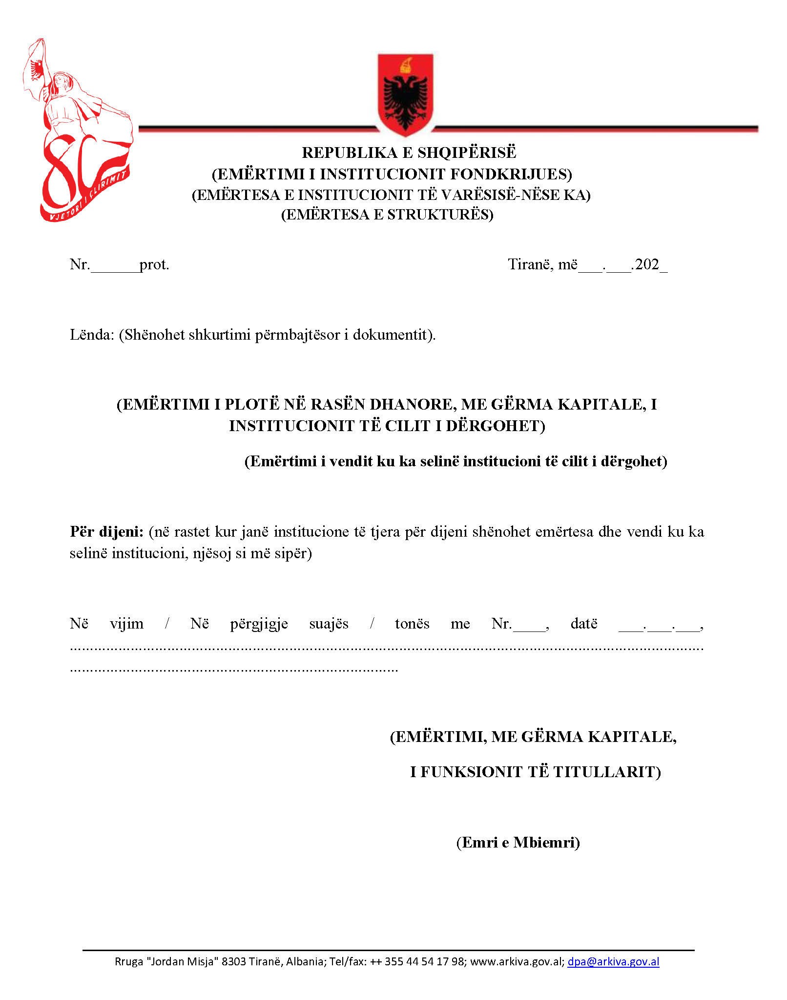 80
VJETORI I ÇLIRIMIT
REPUBLIKA E SHQIPËRISË
(EMËRTIMI I INSTITUCIONIT FONDKRIJUES)
(EMËRTESA E INSTITUCIONIT TË VARËSISË-NËSE KA)
(EMËRTESA E STRUKTURËS)
Nr.______prot. Tiranë, më___.___.202_
Lënda: (Shënohet shkurtimi përmbajtësor i dokumentit).
(EMËRTIMI I PLOTË NË RASËN DHANORE, ME GËRMA KAPITALE, I
INSTITUCIONIT TË CILIT I DËRGOHET)
(Emërtimi i vendit ku ka selinë institucioni të cilit i dërgohet)
Për dijeni: (në rastet kur janë institucione të tjera për dijeni shënohet emërtesa dhe vendi ku ka
selinë institucioni, njësoj si më sipër)
Në vijim / Në përgjigje suajës / tonës me Nr.____, datë ___.___.___,
............................................................................................................................................................
.................................................................................
(EMËRTIMI, ME GËRMA KAPITALE,
I FUNKSIONIT TË TITULLARIT)
(Emri e Mbiemri)
Rruga "Jordan Misja" 8303 Tiranë, Albania; Tel/fax: ++ 355 44 54 17 98; www.arkiva.gov.al; dpa@arkiva.gov.al